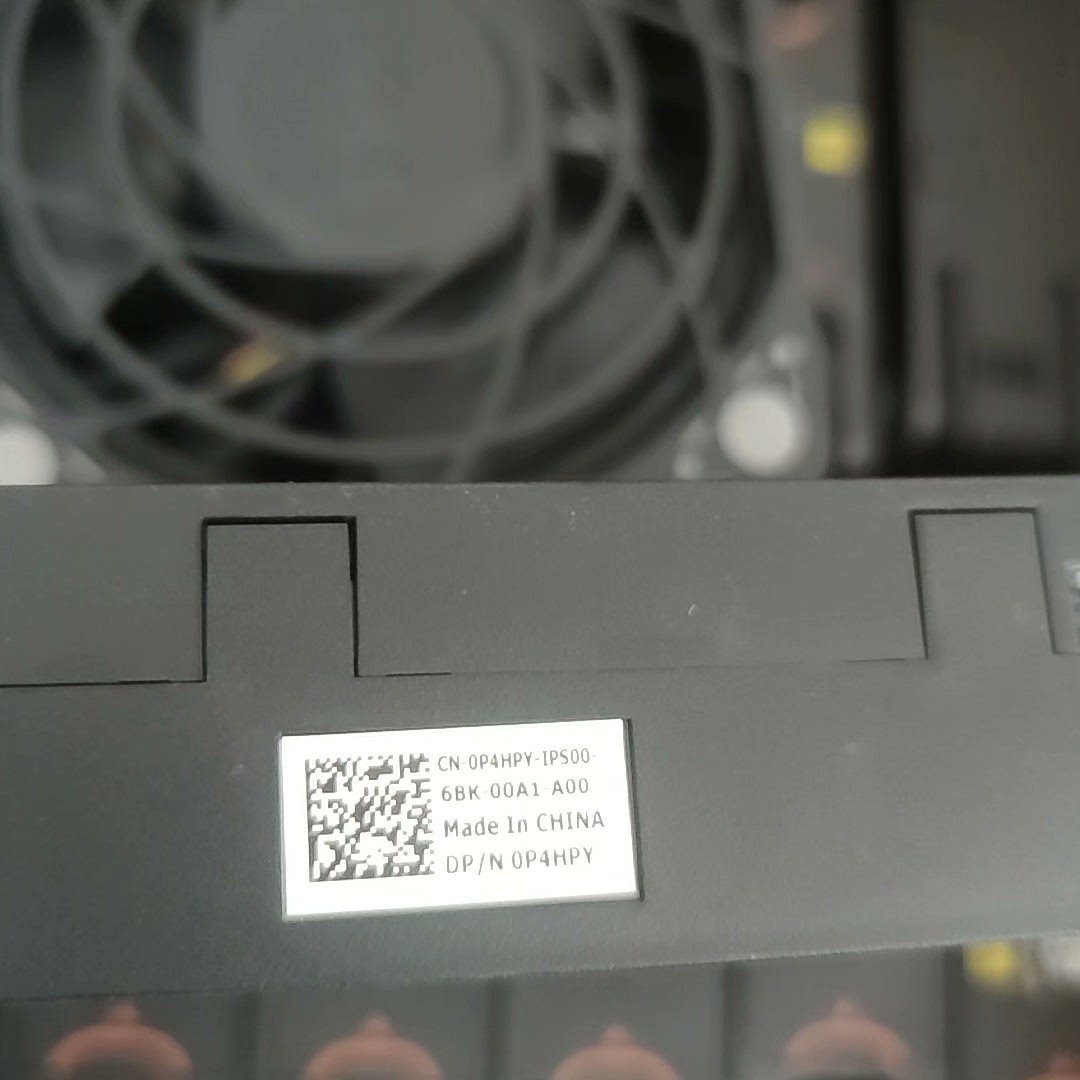 CN-0P4HPY-IPS00-
6BK-00A1-A00
Made In CHINA
DP/N 0P4HPY